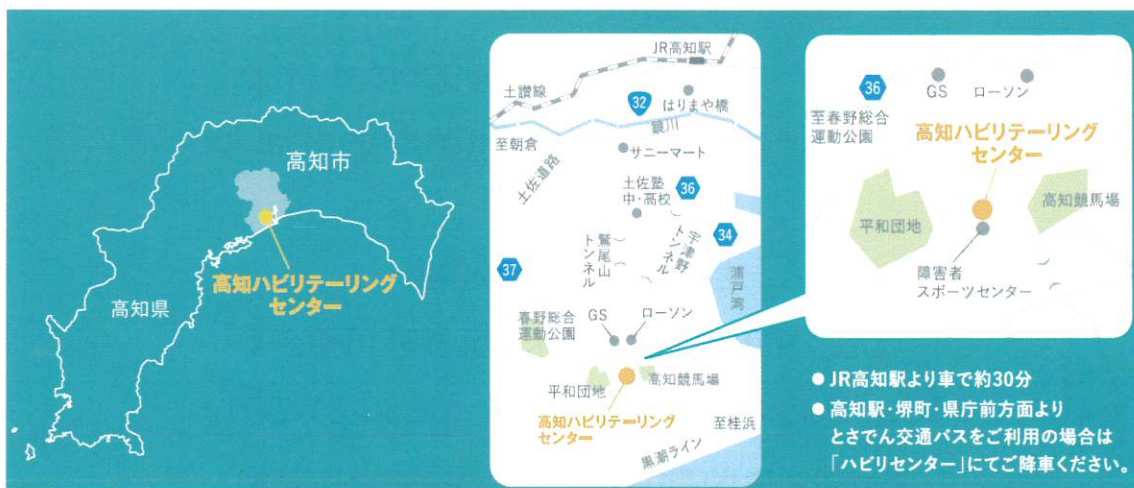 高知市
高知ハビリテーリング
センター
高知県
JR高知駅
土讃線
32
はりまや橋
鏡川
至朝倉
サニーマート
土佐道路
土佐塾
中・高校
36
宇津野
トンネル
34
鷲尾山
トンネル
37
浦戸湾
春野総合
運動公園
GS
ローソン
平和団地
高知競馬場
高知ハビリテーリング
センター
至桂浜
黒潮ライン
36
GS
ローソン
至春野総合
運動公園
高知ハビリテーリング
センター
高知競馬場
平和団地
障害者
スポーツセンター
● JR高知駅より車で約30分
● 高知駅・堺町・県庁前方面より
とさでん交通バスをご利用の場合は
「ハビリセンター」にてご降車ください。